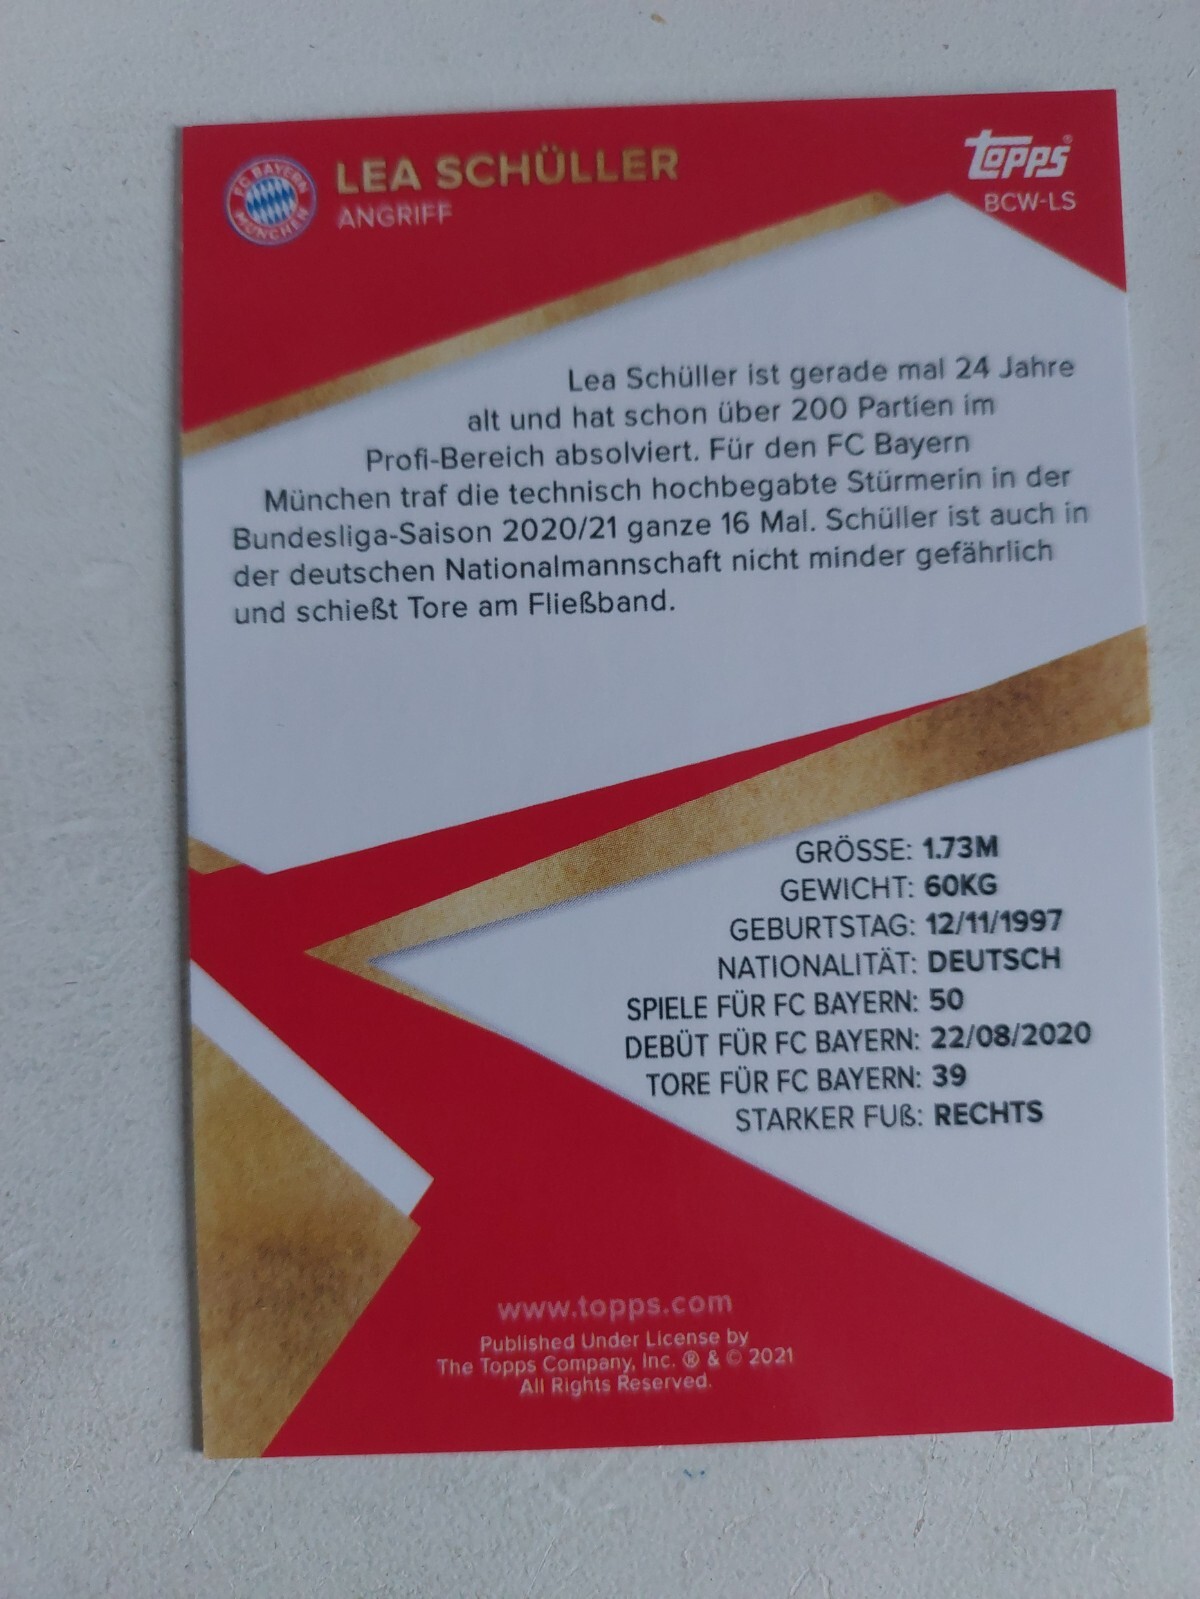 FC BAYERN
MÜNCHEN
LEA SCHÜLLER
ANGRIFF
TOPPS®
BCW-LS
Lea Schüller ist gerade mal 24 Jahre
alt und hat schon über 200 Partien im
Profi-Bereich absolviert. Für den FC Bayern
München traf die technisch hochbegabte Stürmerin in der
Bundesliga-Saison 2020/21 ganze 16 Mal. Schüller ist auch in
der deutschen Nationalmannschaft nicht minder gefährlich
und schießt Tore am Fließband.
GRÖSSE: 1.73M
GEWICHT: 60KG
GEBURTSTAG: 12/11/1997
NATIONALITÄT: DEUTSCH
SPIELE FÜR FC BAYERN: 50
DEBÜT FÜR FC BAYERN: 22/08/2020
TORE FÜR FC BAYERN: 39
STARKER FUß: RECHTS
www.topps.com
Published Under License by
The Topps Company, Inc. ® & © 2021
All Rights Reserved.